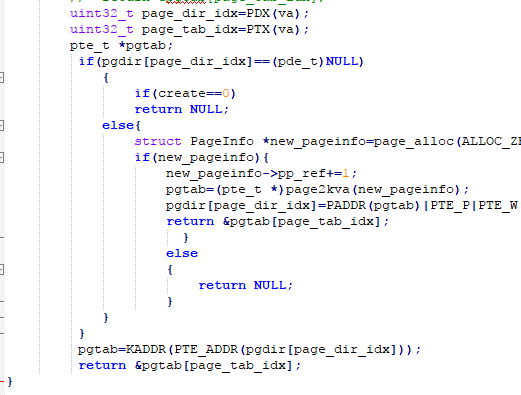 uint32_t page_dir_idx=PDX(va);
uint32_t page_tab_idx=PTX(va);
pte_t *pgtab;
if(pgdir[page_dir_idx]==(pde_t)NULL)
{
if(create==0)
return NULL;
else{
struct PageInfo *new_pageinfo=page_alloc(ALLOC_ZE
if(new_pageinfo){
new_pageinfo->pp_ref+=1;
pgtab=(pte_t *)page2kva(new_pageinfo);
pgdir[page_dir_idx]=PADDR(pgtab)|PTE_P|PTE_W
return &pgtab[page_tab_idx];
}
else
{
return NULL;
}
}
}
pgtab=KADDR(PTE_ADDR(pgdir[page_dir_idx]));
return &pgtab[page_tab_idx];
}